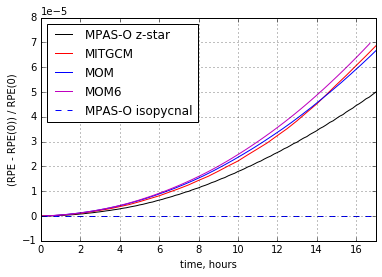 1e−5
8
7
6
5
4
3
2
1
0
−1
(RPE - RPE(0)) / RPE(0)
MPAS-O z-star
MITGCM
MOM
MOM6
MPAS-O isopycnal
0 2 4 6 8 10 12 14 16
time, hours